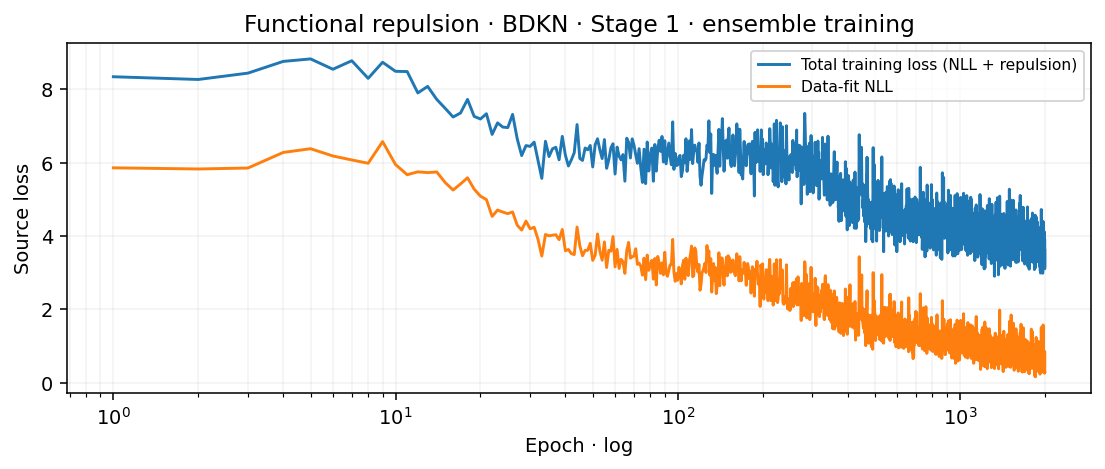 Functional repulsion · BDKN · Stage 1 · ensemble training
Total training loss (NLL + repulsion)
Data-fit NLL
Source loss
8
6
4
2
0
10⁰
10¹
10²
10³
Epoch · log